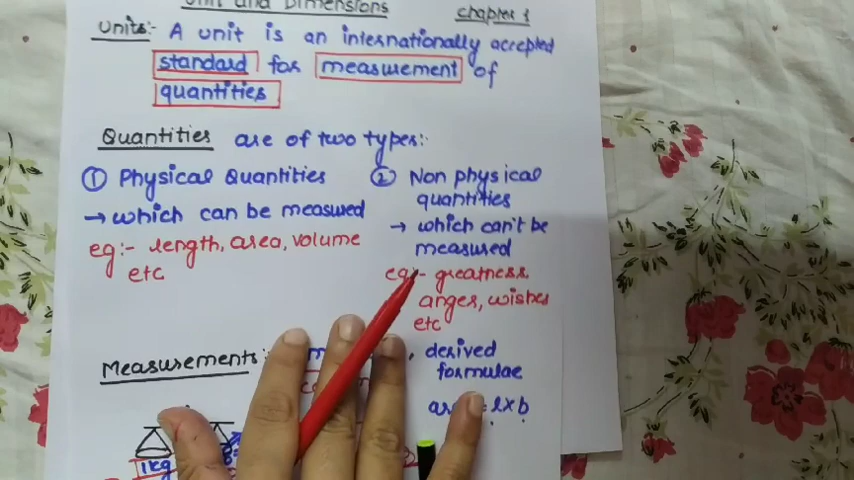 Unit and Dimensions
Chapter 1
Units:- A unit is an internationally accepted
standard for measurement of
quantities
Quantities are of two types:-
① Physical Quantities
→ which can be measured
eg:- length, area, volume
etc
② Non physical
quantities
→ which can't be
measured
eg:- greatness,
anger, wishes
etc
Measurements:-
, derived
formulae
= l×b
1kg